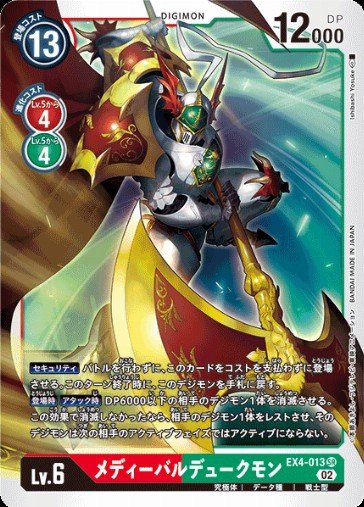 登場コスト
13
DIGIMON
12000
DP
進化コスト
Lv.5から
4
Lv.5から
4
Ishibashi Yosuke
BANDAI MADE IN JAPAN
セキュリティ バトルを行わずに、このカードをコストを支払わずに登場
させる。このターン終了時に、このデジモンを手札に戻す。
登場時 アタック時 DP6000以下の相手のデジモン1体を消滅させる。
この効果で消滅しなかったなら、相手のデジモン1体をレストさせ、その
デジモンは次の相手のアクティブフェイズではアクティブにならない。
Lv.6
メディーバルデュークモン
EX4-013 SR
02
究極体 データ種 戦士型